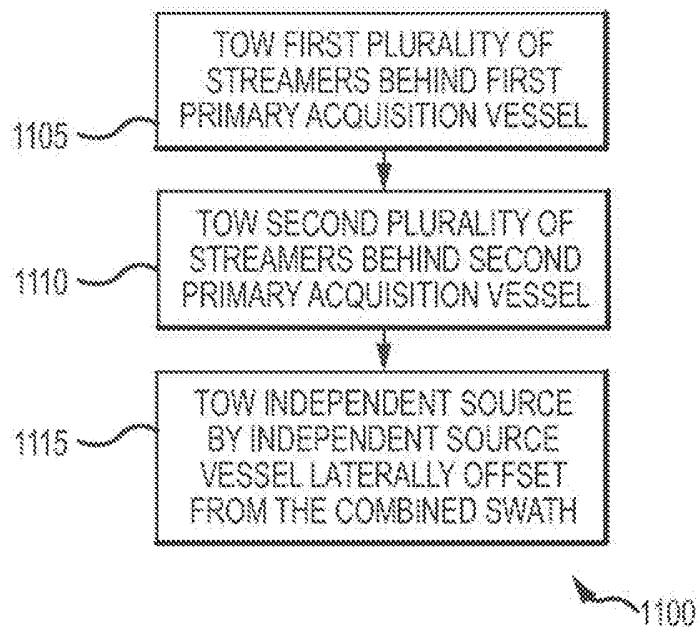 TOW FIRST PLURALITY OF
STREAMERS BEHIND FIRST
PRIMARY ACQUISITION VESSEL
1105
TOW SECOND PLURALITY OF
STREAMERS BEHIND SECOND
PRIMARY ACQUISITION VESSEL
1110
TOW INDEPENDENT SOURCE
BY INDEPENDENT SOURCE
VESSEL LATERALLY OFFSET
FROM THE COMBINED SWATH
1115
1100